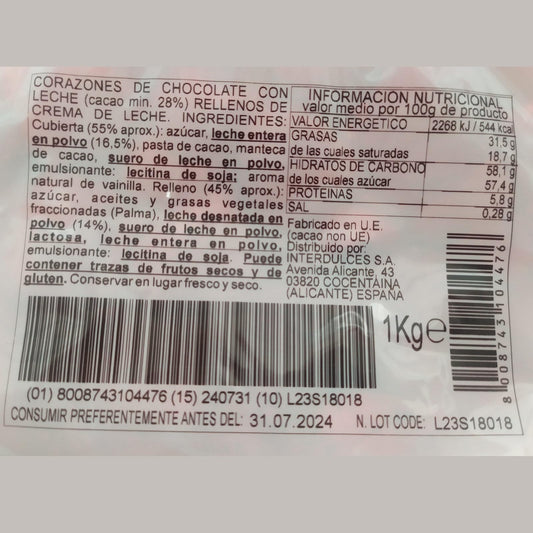 CORAZONES DE CHOCOLATE CON
LECHE (cacao min. 28%) RELLENOS DE
CREMA DE LECHE. INGREDIENTES:
Cubierta (55% aprox.): azúcar, leche entera
en polvo (16,5%), pasta de cacao, manteca
de cacao, suero de leche en polvo,
emulsionante: lecitina de soja; aroma
natural de vainilla. Relleno (45% aprox.):
azúcar, aceites y grasas vegetales
fraccionadas (Palma), leche desnatada en
polvo (14%), suero de leche en polvo,
lactosa, leche entera en polvo,
emulsionante: lecitina de soja. Puede
contener trazas de frutos secos y de
gluten. Conservar en lugar fresco y seco.
INFORMACION NUTRICIONAL
valor medio por 100g de producto
VALOR ENERGETICO 2268 kJ / 544 kcal
GRASAS 31.5 g
de las cuales saturadas 18,7 g
HIDRATOS DE CARBONO 58,1 g
de los cuales azúcar 57,4 g
PROTEINAS 5,8 g
SAL 0,28 g
Fabricado en U.E.
(cacao non UE)
Distribuido por:
INTERDULCES S.A.
Avenida Alicante, 43
03820 COCENTAINA
(ALICANTE) ESPAÑA
1Kg e
8 008743 104476
(01) 8008743104476 (15) 240731 (10) L23S18018
CONSUMIR PREFERENTEMENTE ANTES DEL: 31.07.2024 N. LOT CODE: L23S18018